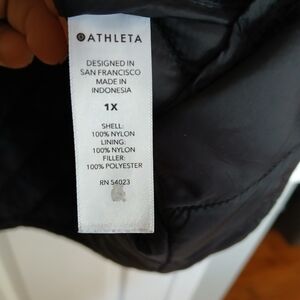 ATHLETA
DESIGNED IN
SAN FRANCISCO
MADE IN
INDONESIA
1X
SHELL:
100% NYLON
LINING:
100% NYLON
FILLER:
100% POLYESTER
RN 54023